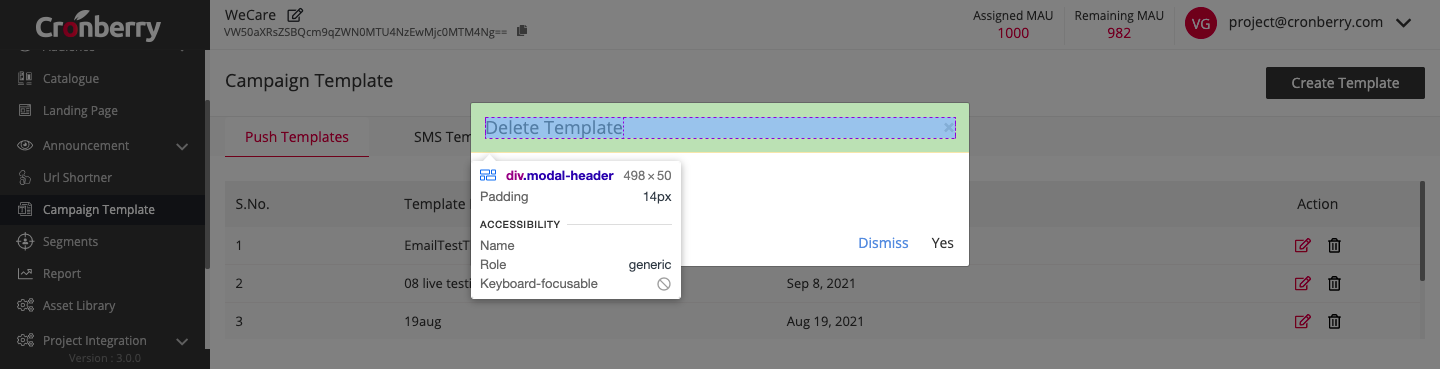 Cronberry
WeCare
VW50aXRsZSBQcm9qZWN0MTU4NzEwMjc0MTM4Ng==
Assigned MAU
1000
Remaining MAU
982
VG
project@cronberry.com
Catalogue
Landing Page
Announcement
Url Shortner
Campaign Template
Segments
Report
Asset Library
Project Integration
Version : 3.0.0
Campaign Template
Create Template
Push Templates
SMS Tem
Delete Template
×
div.modal-header 498 × 50
Padding 14px
ACCESSIBILITY
Name
Role generic
Keyboard-focusable
Dismiss Yes
S.No. Template Action
1 EmailTestT
2 08 live testi Sep 8, 2021
3 19aug Aug 19, 2021